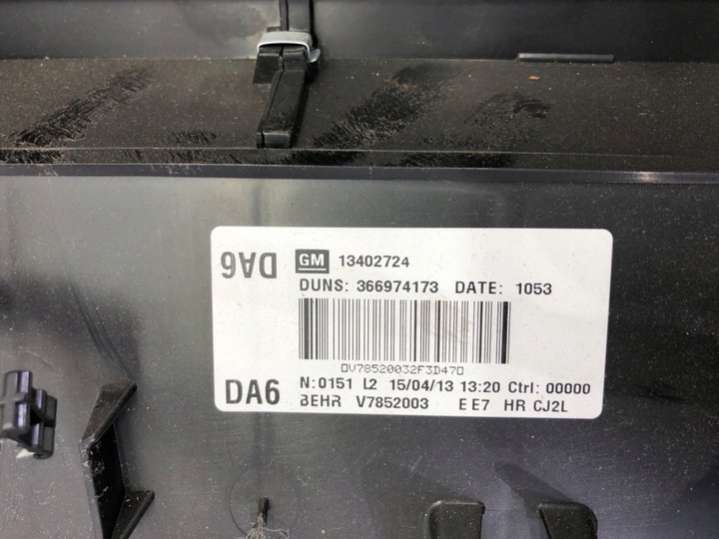 DA6 GM 13402724
DUNS: 366974173 DATE: 1053
▯V78520032F3D47▯
DA6 N:0151 L2 15/04/13 13:20 Ctrl: 00000
BEHR V7852003 E E7 HR CJ2L